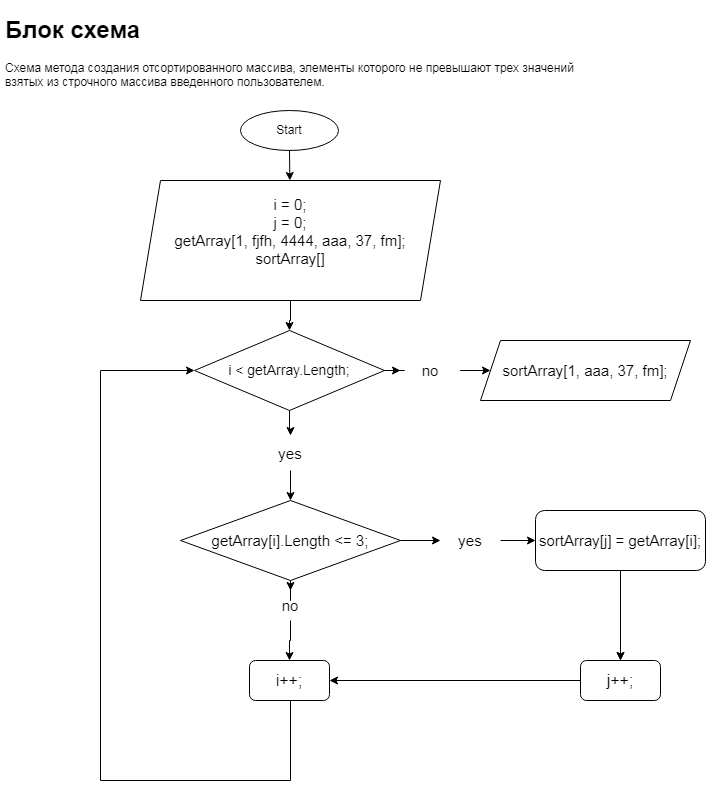 Блок схема
Схема метода создания отсортированного массива, элементы которого не превышают трех значений
взятых из строчного массива введенного пользователем.
Start
i = 0;
j = 0;
getArray[1, fjfh, 4444, aaa, 37, fm];
sortArray[]
i < getArray.Length;
no
sortArray[1, aaa, 37, fm];
yes
getArray[i].Length <= 3;
yes
sortArray[j] = getArray[i];
no
i++;
j++;